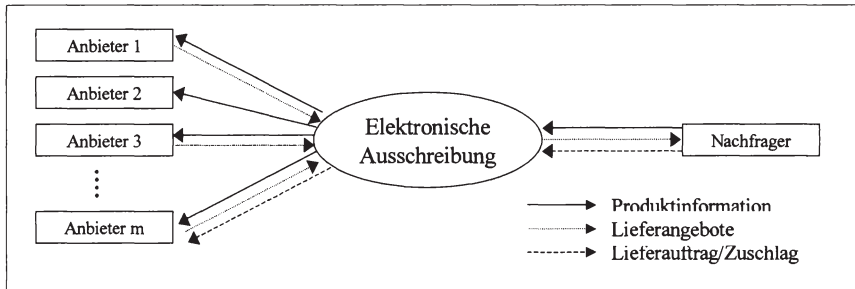 Anbieter 1
Anbieter 2
Anbieter 3
Anbieter m
Elektronische
Ausschreibung
Nachfrager
Produktinformation
Lieferangebote
Lieferauftrag/Zuschlag